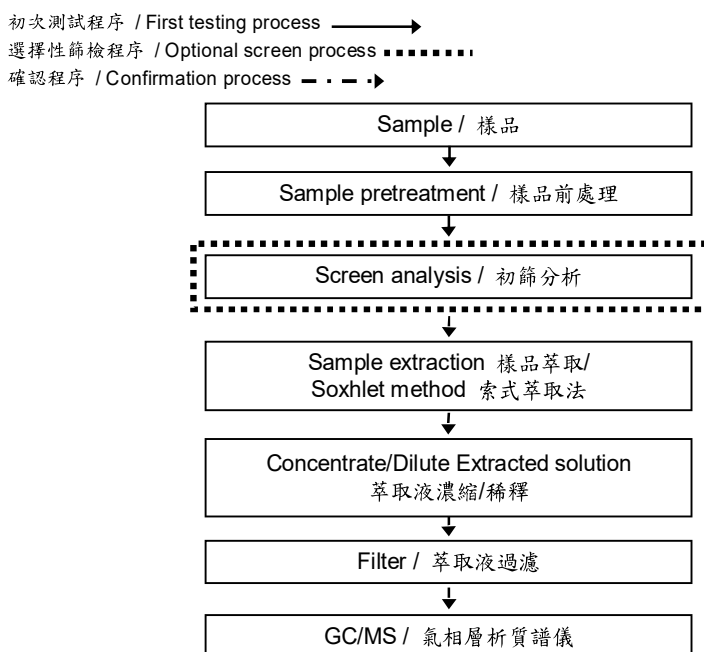 初次測試程序 / First testing process
選擇性篩檢程序 / Optional screen process
確認程序 / Confirmation process
Sample / 樣品
Sample pretreatment / 樣品前處理
Screen analysis / 初篩分析
Sample extraction 樣品萃取/
Soxhlet method 索式萃取法
Concentrate/Dilute Extracted solution
萃取液濃縮/稀釋
Filter / 萃取液過濾
GC/MS / 氣相層析質譜儀